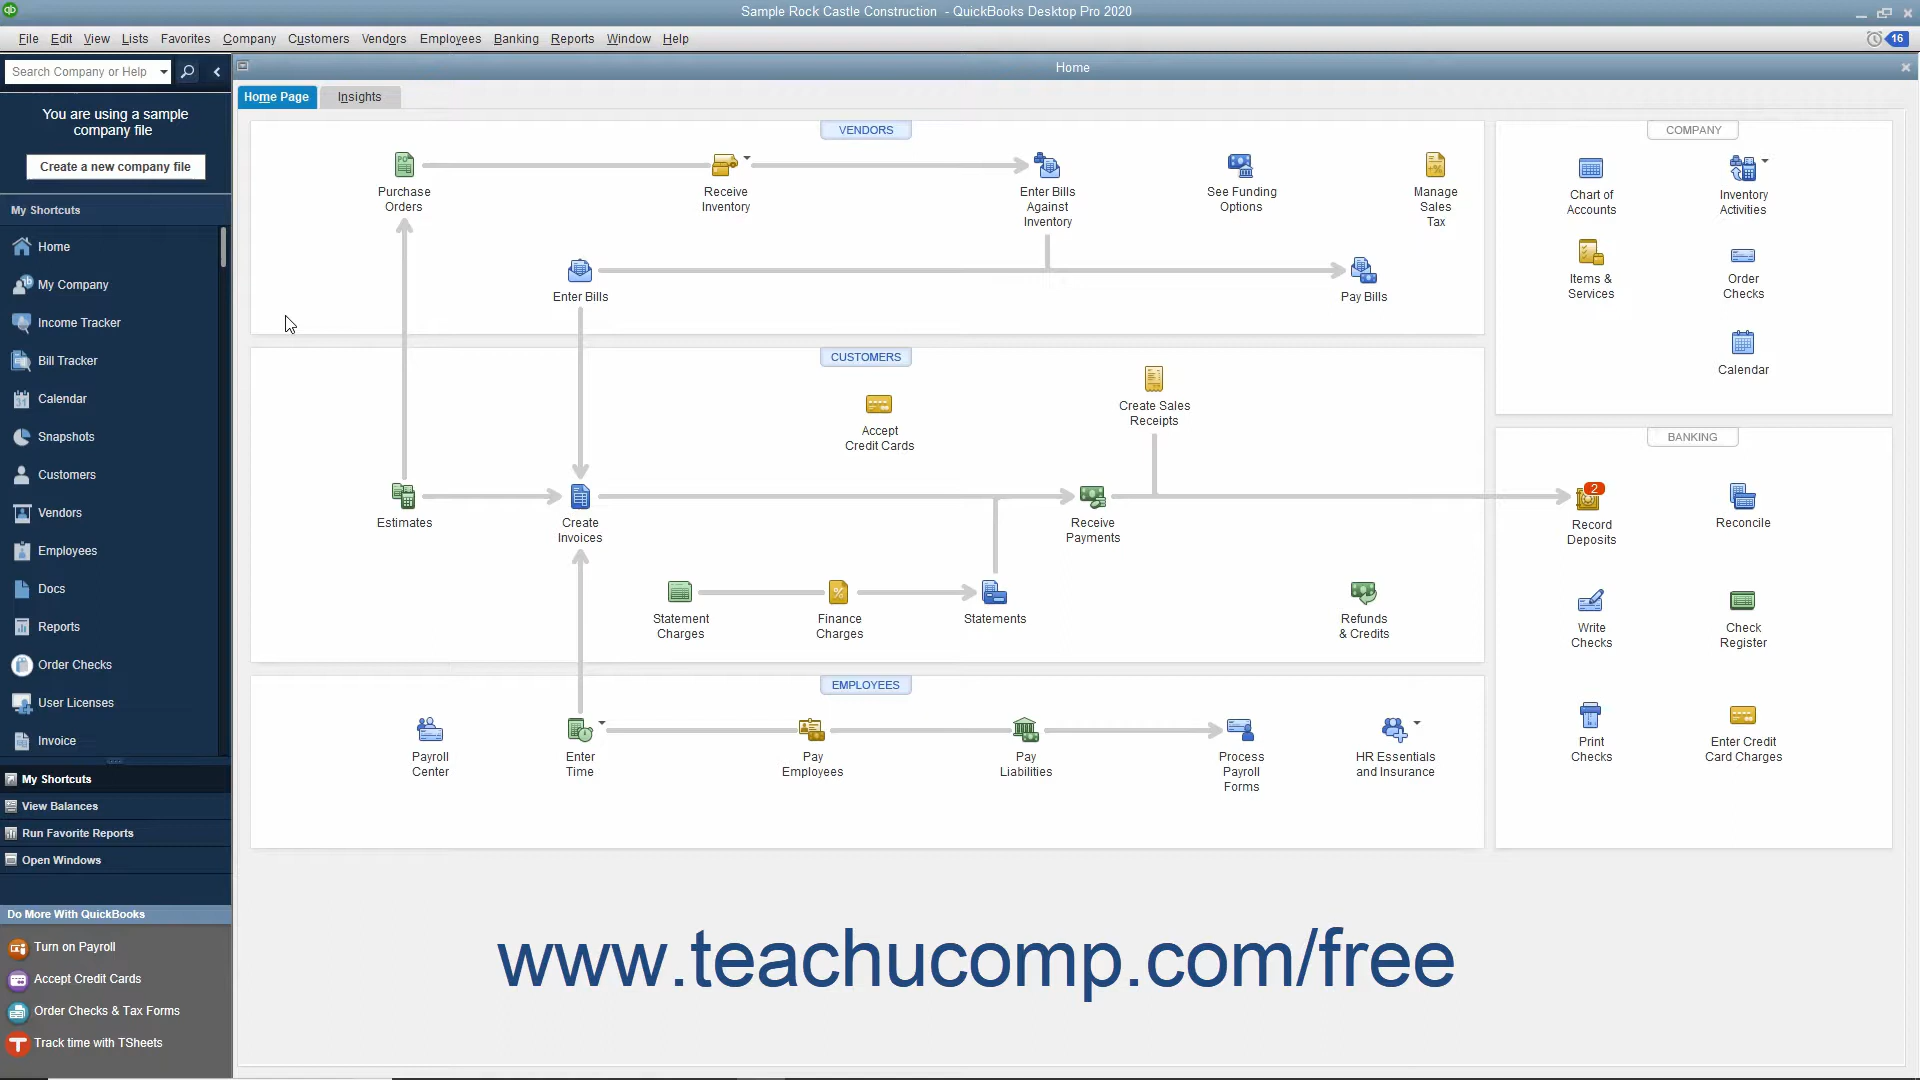 Sample Rock Castle Construction - QuickBooks Desktop Pro 2020
File Edit View Lists Favorites Company Customers Vendors Employees Banking Reports Window Help
16
Search Company or Help
Home
Home Page
Insights
You are using a sample
company file
Create a new company file
My Shortcuts
Home
My Company
Income Tracker
Bill Tracker
Calendar
Snapshots
Customers
Vendors
Employees
Docs
Reports
Order Checks
User Licenses
Invoice
My Shortcuts
View Balances
Run Favorite Reports
Open Windows
Do More With QuickBooks
Turn on Payroll
Accept Credit Cards
Order Checks & Tax Forms
Track time with TSheets
VENDORS
Purchase
Orders
Receive
Inventory
Enter Bills
Against
Inventory
See Funding
Options
Manage
Sales
Tax
Enter Bills
Pay Bills
CUSTOMERS
Create Sales
Receipts
Accept
Credit Cards
Estimates
Create
Invoices
Receive
Payments
Statement
Charges
Finance
Charges
Statements
Refunds
& Credits
EMPLOYEES
Payroll
Center
Enter
Time
Pay
Employees
Pay
Liabilities
Process
Payroll
Forms
HR Essentials
and Insurance
COMPANY
Chart of
Accounts
Inventory
Activities
Items &
Services
Order
Checks
Calendar
BANKING
2
Record
Deposits
Reconcile
Write
Checks
Check
Register
Print
Checks
Enter Credit
Card Charges
www.teachucomp.com/free